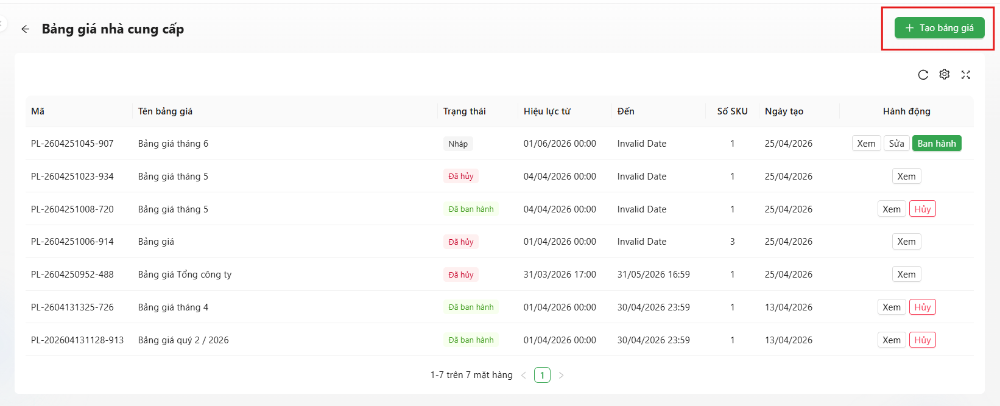 Bảng giá nhà cung cấp
Tạo bảng giá
Mã Tên bảng giá Trạng thái Hiệu lực từ Đến Số SKU Ngày tạo Hành động
PL-2604251045-907 Bảng giá tháng 6 Nháp 01/06/2026 00:00 Invalid Date 1 25/04/2026 Xem Sửa Ban hành
PL-2604251023-934 Bảng giá tháng 5 Đã hủy 04/04/2026 00:00 Invalid Date 1 25/04/2026 Xem
PL-2604251008-720 Bảng giá tháng 5 Đã ban hành 04/04/2026 00:00 Invalid Date 1 25/04/2026 Xem Hủy
PL-2604251006-914 Bảng giá Đã hủy 01/04/2026 00:00 Invalid Date 3 25/04/2026 Xem
PL-2604250952-488 Bảng giá Tổng công ty Đã hủy 31/03/2026 17:00 31/05/2026 16:59 1 25/04/2026 Xem
PL-2604131325-726 Bảng giá tháng 4 Đã ban hành 01/04/2026 00:00 30/04/2026 23:59 1 13/04/2026 Xem Hủy
PL-202604131128-913 Bảng giá quý 2 / 2026 Đã ban hành 01/04/2026 00:00 30/04/2026 23:59 1 13/04/2026 Xem Hủy
1-7 trên 7 mặt hàng 1